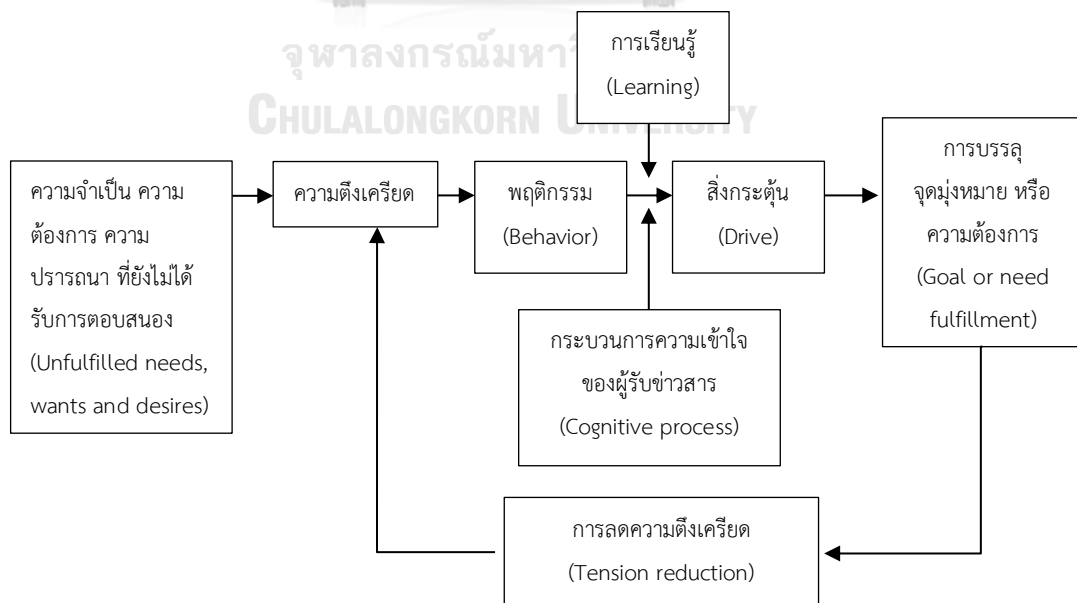 จุฬาลงกรณ์มหาวิ
CHULALONGKORN UNIVERSITY
การเรียนรู้
(Learning)
ความจำเป็น ความ
ต้องการ ความ
ปรารถนา ที่ยังไม่ได้
รับการตอบสนอง
(Unfulfilled needs,
wants and desires)
ความตึงเครียด
พฤติกรรม
(Behavior)
สิ่งกระตุ้น
(Drive)
การบรรลุ
จุดมุ่งหมาย หรือ
ความต้องการ
(Goal or need
fulfillment)
กระบวนการความเข้าใจ
ของผู้รับข่าวสาร
(Cognitive process)
การลดความตึงเครียด
(Tension reduction)